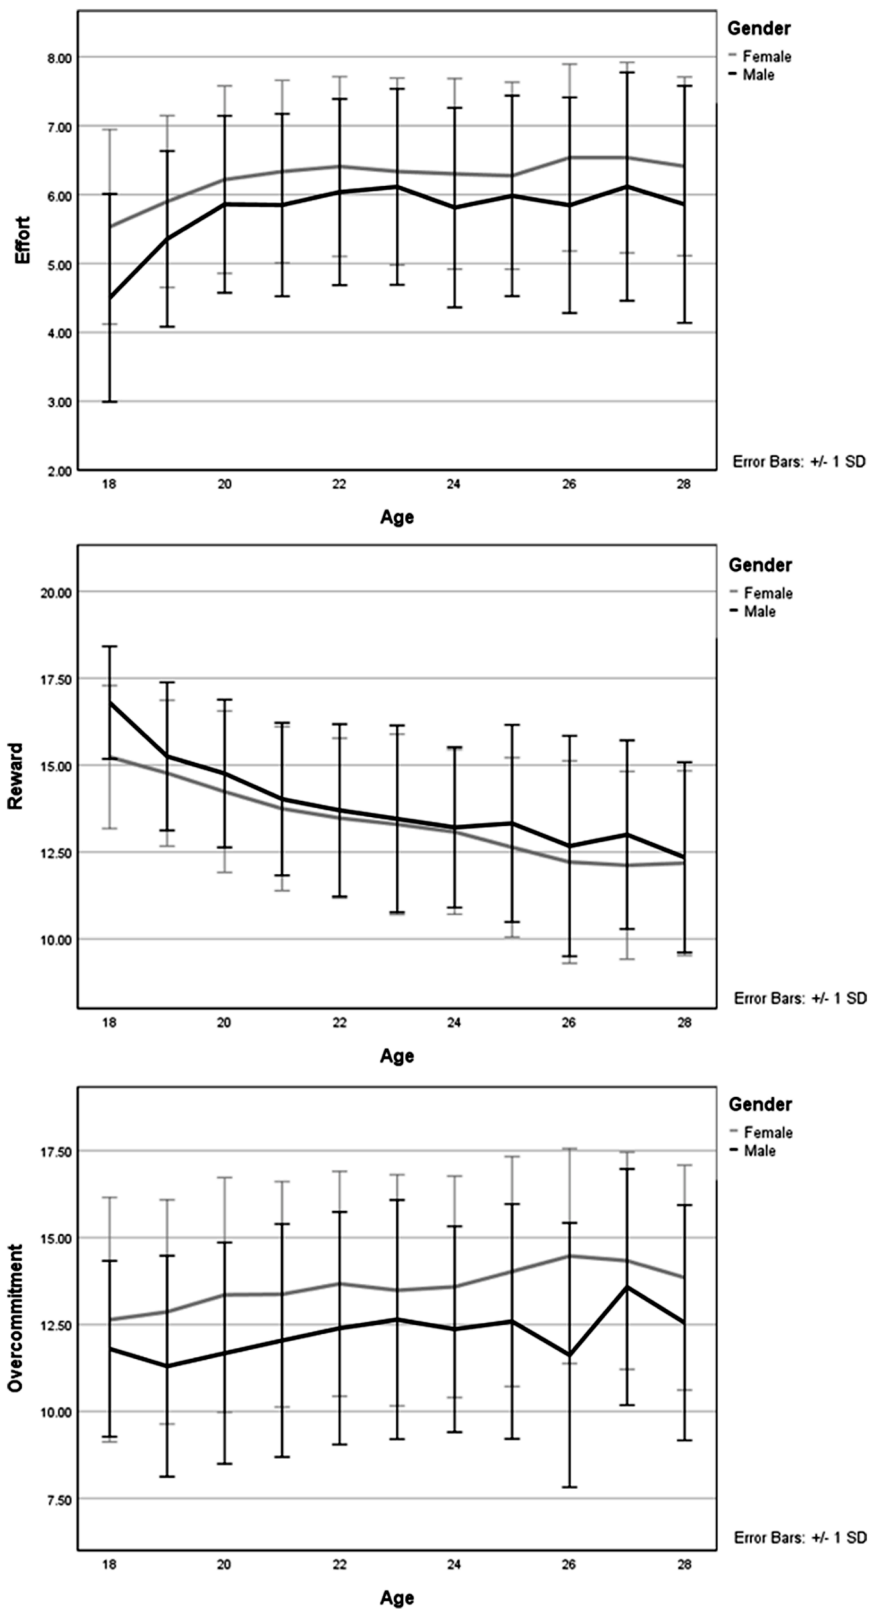 Gender
Female
Male
8.00
7.00
6.00
5.00
4.00
3.00
2.00
Effort
18 20 22 24 26 28
Age
Error Bars: +/- 1 SD
Gender
Female
Male
20.00
17.50
15.00
12.50
10.00
Reward
18 20 22 24 26 28
Age
Error Bars: +/- 1 SD
Gender
Female
Male
17.50
15.00
12.50
10.00
7.50
Overcommitment
18 20 22 24 26 28
Age
Error Bars: +/- 1 SD